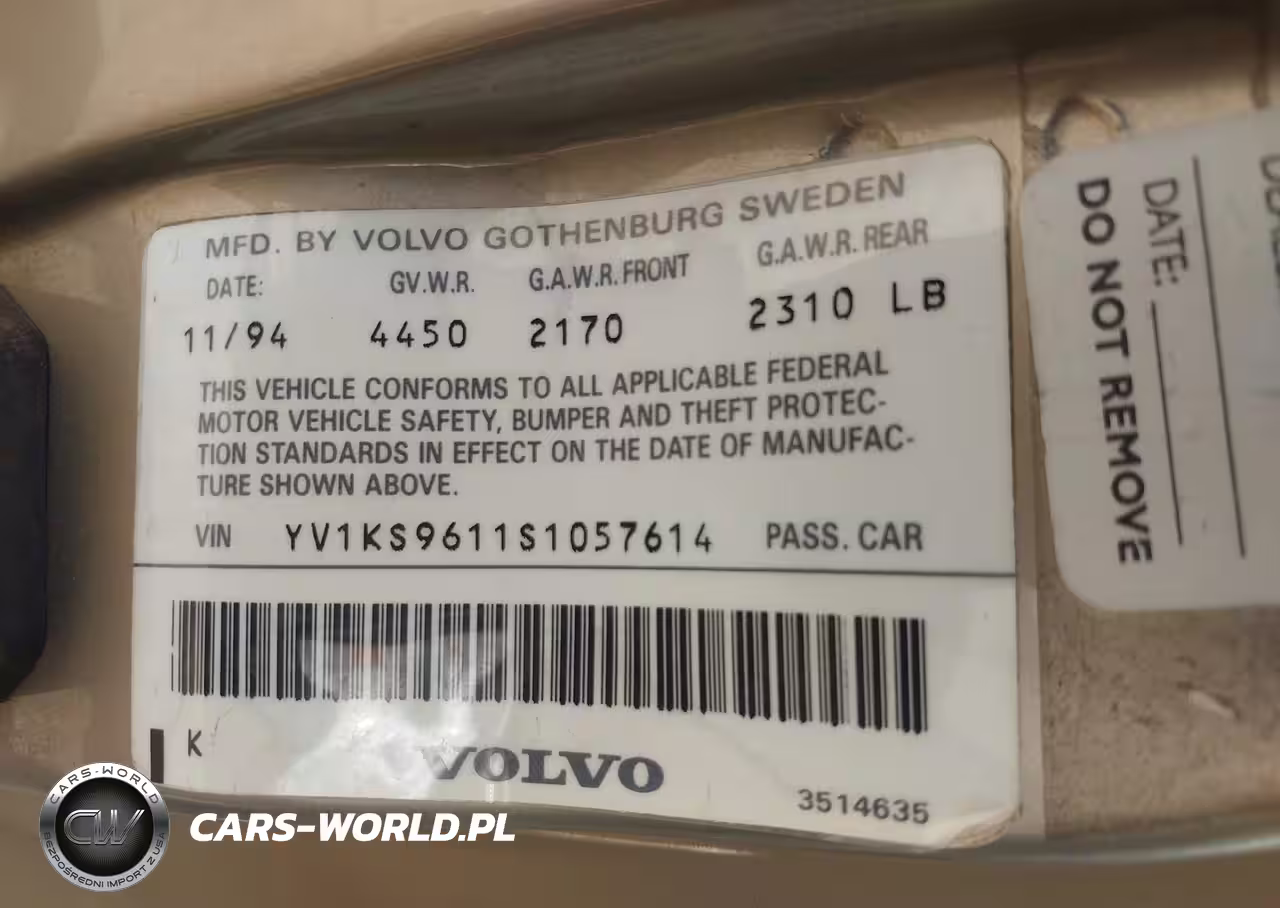 MFD. BY VOLVO GOTHENBURG SWEDEN
DATE: GV.W.R. G.A.W.R. FRONT G.A.W.R. REAR
11/94 4450 2170 2310 LB
THIS VEHICLE CONFORMS TO ALL APPLICABLE FEDERAL
MOTOR VEHICLE SAFETY, BUMPER AND THEFT PROTEC-
TION STANDARDS IN EFFECT ON THE DATE OF MANUFAC-
TURE SHOWN ABOVE.
VIN YV1KS9611S1057614 PASS. CAR
K
VOLVO
3514635
DATE:
DO NOT REMOVE
CARS-WORLD
CW
BEZPOŚREDNI IMPORT Z USA
CARS-WORLD.PL